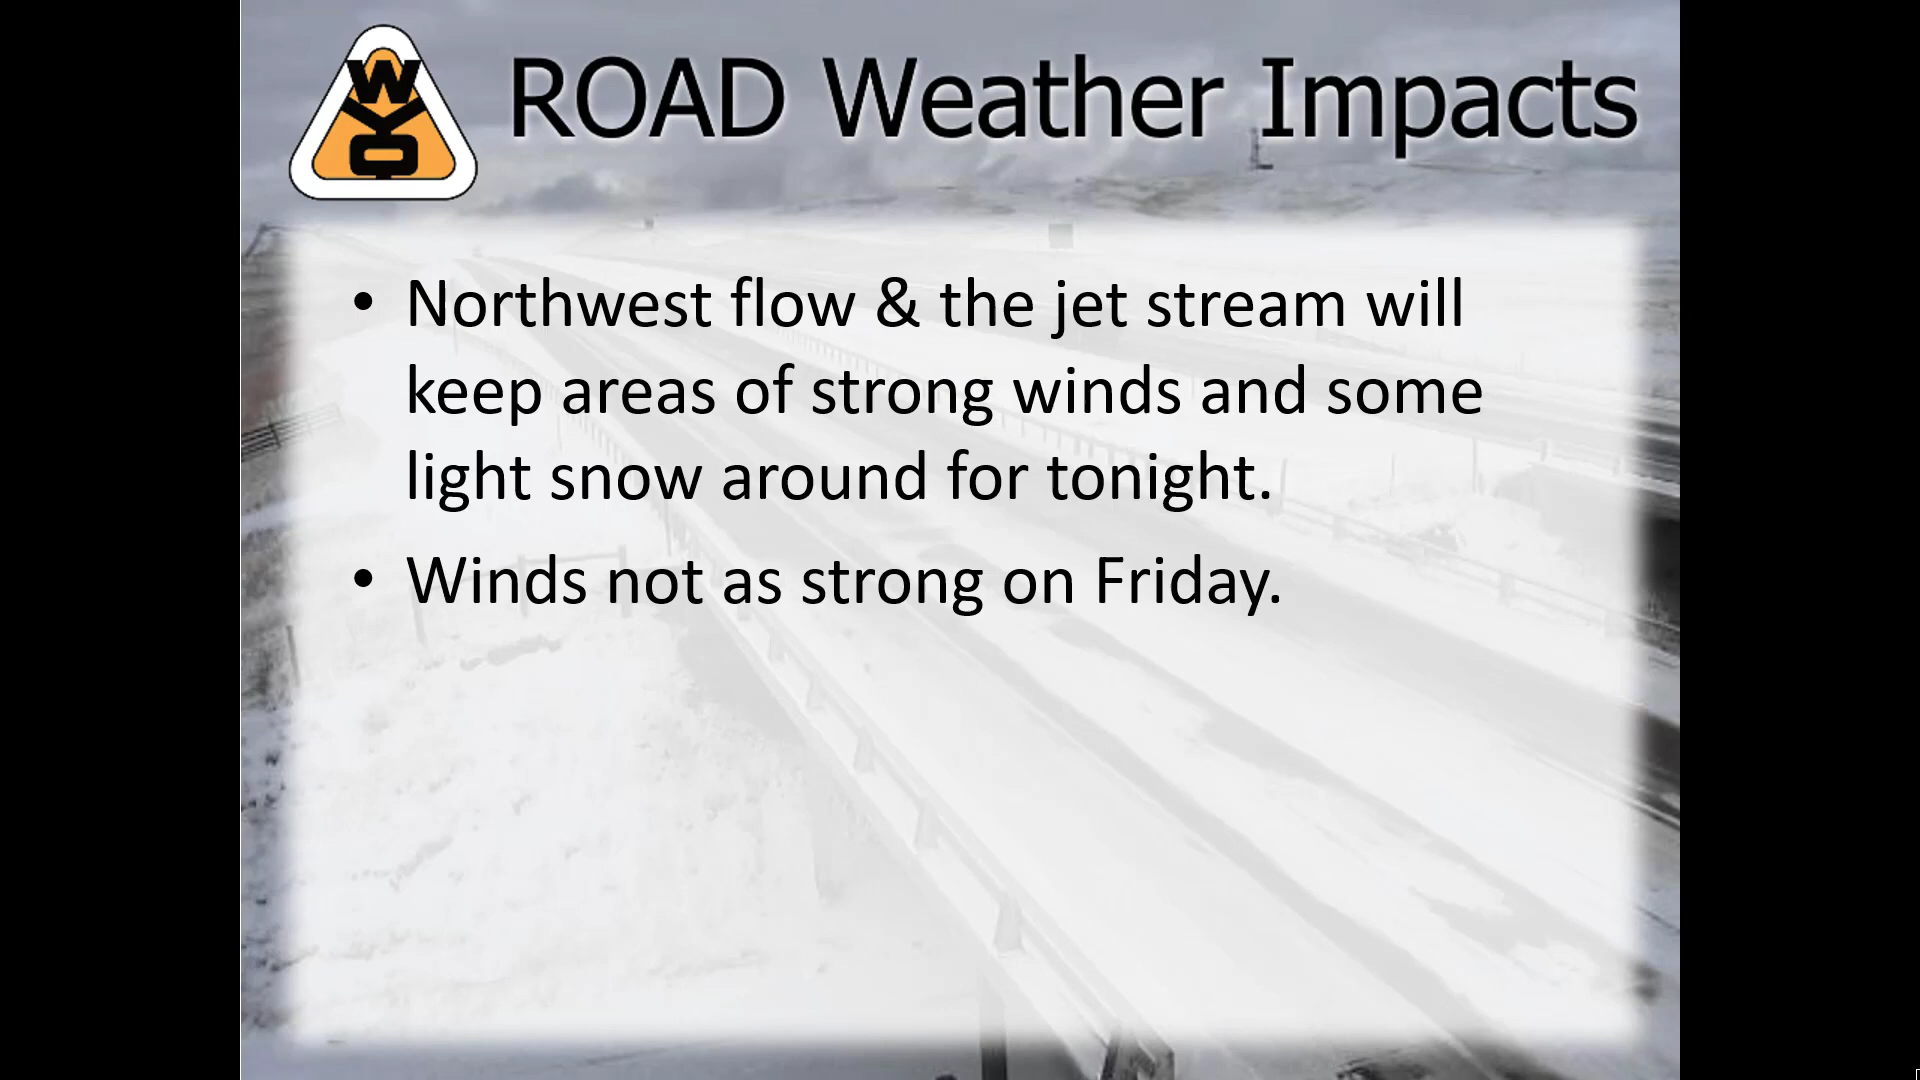 WYO
ROAD Weather Impacts
• Northwest flow & the jet stream will
keep areas of strong winds and some
light snow around for tonight.
• Winds not as strong on Friday.